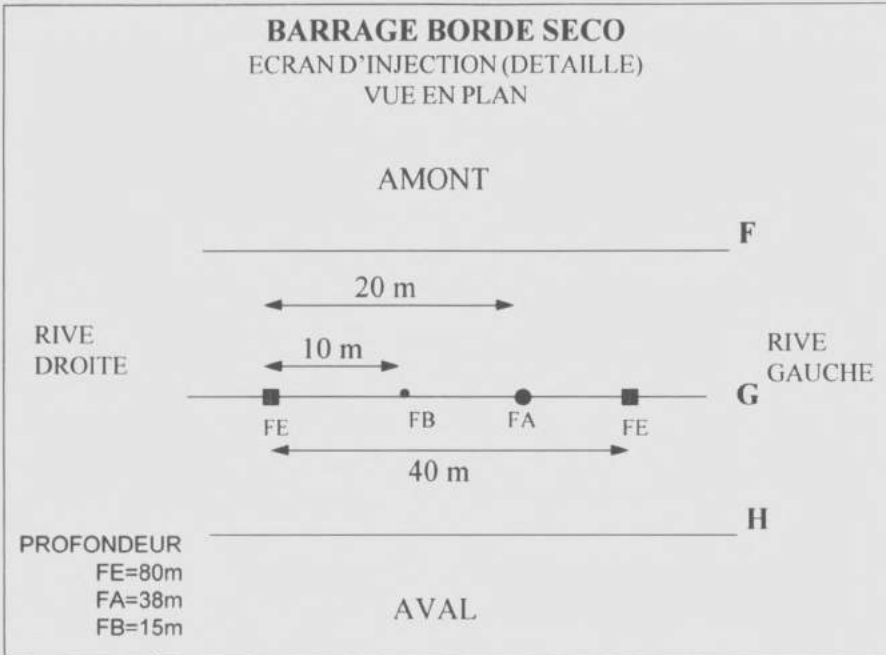 BARRAGE BORDE SECO
ECRAN D'INJECTION (DETAILLE)
VUE EN PLAN
AMONT
F
20 m
RIVE
DROITE
10 m
RIVE
GAUCHE
G
FE
FB
FA
FE
40 m
H
PROFONDEUR
FE=80m
FA=38m
FB=15m
AVAL